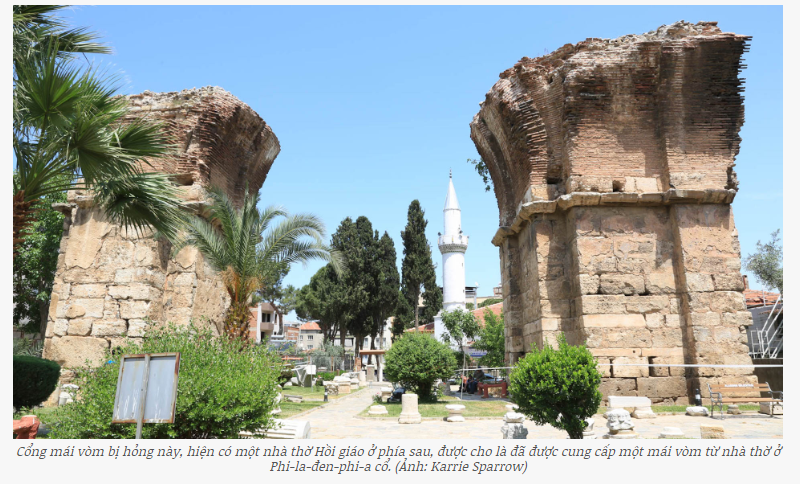 Cổng mái vòm bị hỏng này, hiện có một nhà thờ Hồi giáo ở phía sau, được cho là đã được cung cấp một mái vòm từ nhà thờ ở
Phi-la-đen-phi-a cổ. (Ảnh: Karrie Sparrow)